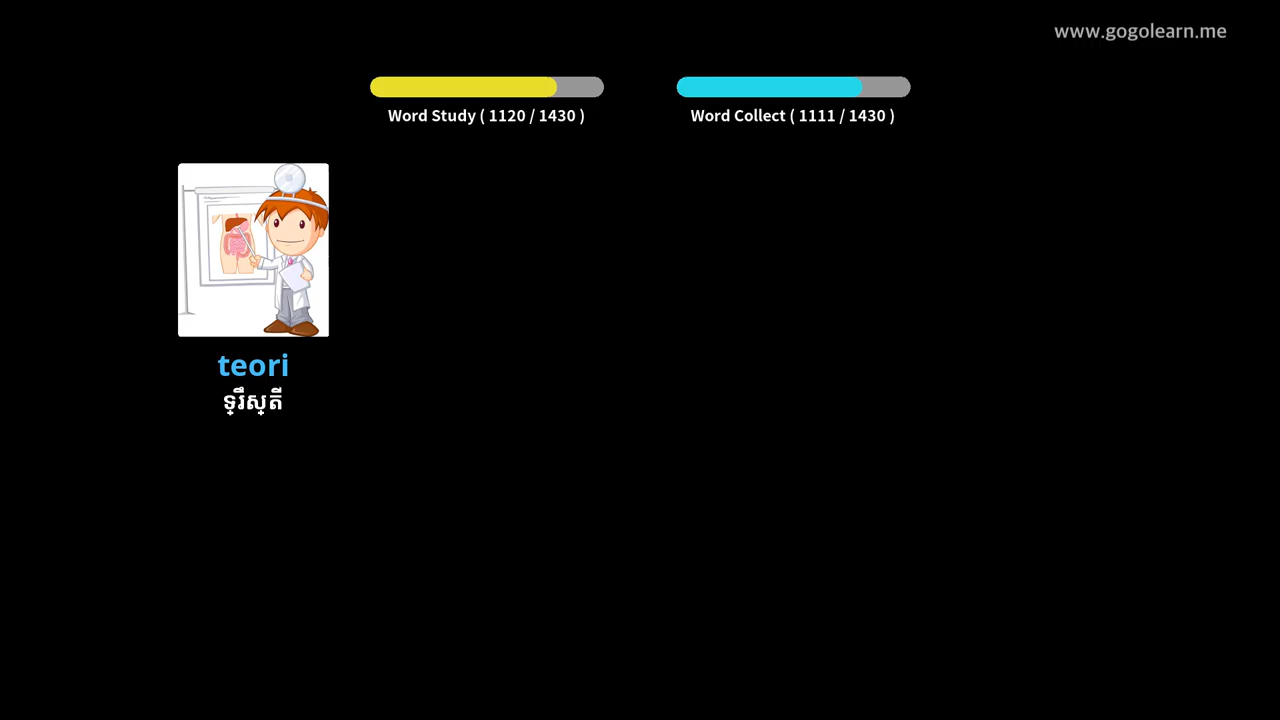 www.gogolearn.me
Word Study ( 1120 / 1430 )
Word Collect ( 1111 / 1430 )
teori
ទ្រឹស្តី